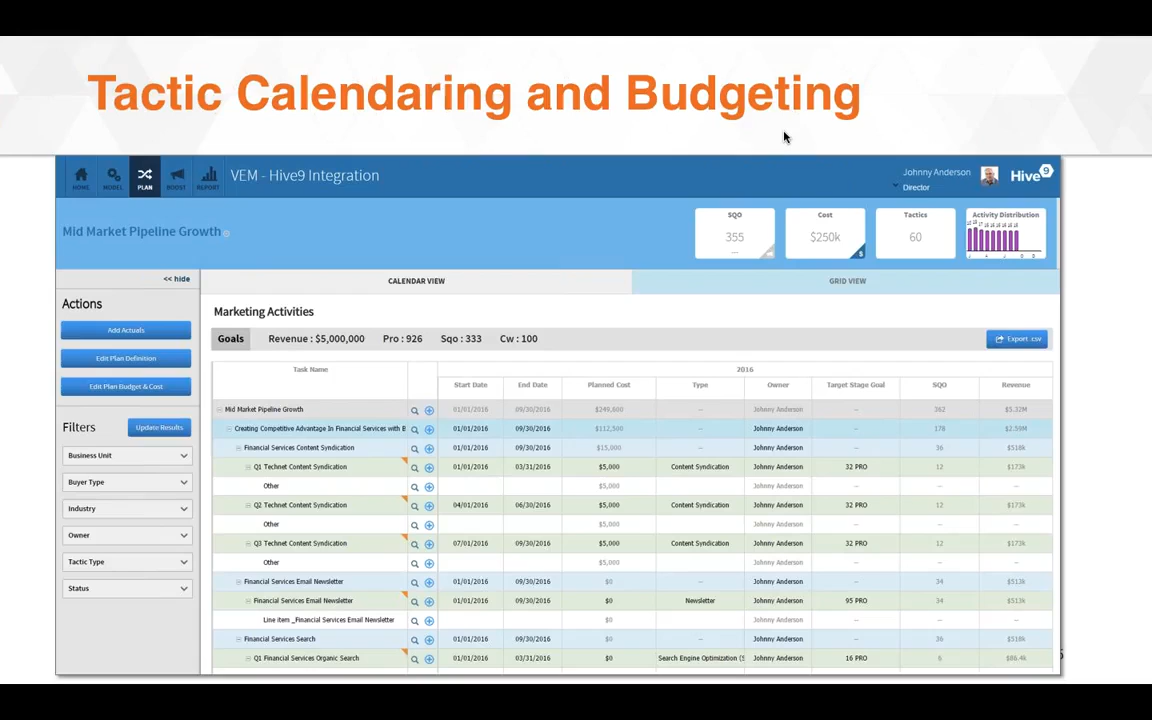 Tactic Calendaring and Budgeting
HOME MODEL PLAN BOOST REPORT
VEM - Hive9 Integration
Johnny Anderson
Director
Hive9
Mid Market Pipeline Growth
SQO
355
—
Cost
$250k
$
Tactics
60
Activity Distribution
<< hide
CALENDAR VIEW GRID VIEW
Actions
Add Actuals
Edit Plan Definition
Edit Plan Budget & Cost
Filters Update Results
Business Unit
Buyer Type
Industry
Owner
Tactic Type
Status
Marketing Activities
Goals Revenue : $5,000,000 Pro : 926 Sqo : 333 Cw : 100 Export .csv
Task Name 2016
Start Date End Date Planned Cost Type Owner Target Stage Goal SQO Revenue
Mid Market Pipeline Growth 01/01/2016 09/30/2016 — Johnny Anderson — 362 $5.32M
Creating Competitive Advantage In Financial Services with B 01/01/2016 09/30/2016 $112,500 — Johnny Anderson — 178 $2.59M
Financial Services Content Syndication 01/01/2016 09/30/2016 $15,000 — Johnny Anderson — 36 $518k
Q1 Technet Content Syndication 01/01/2016 03/31/2016 $5,000 Content Syndication Johnny Anderson 32 PRO 12 $173k
Other $5,000 Johnny Anderson — — —
Q2 Technet Content Syndication 04/01/2016 06/30/2016 $5,000 Content Syndication Johnny Anderson 32 PRO 12 $173k
Other $5,000 Johnny Anderson — — —
Q3 Technet Content Syndication 07/01/2016 09/30/2016 $5,000 Content Syndication Johnny Anderson 32 PRO 12 $173k
Other $5,000 Johnny Anderson — — —
Financial Services Email Newsletter 01/01/2016 09/30/2016 $0 — Johnny Anderson — 34 $513k
Financial Services Email Newsletter 01/01/2016 09/30/2016 $0 Newsletter Johnny Anderson 95 PRO 34 $513k
Line item _Financial Services Email Newsletter $0 Johnny Anderson — — —
Financial Services Search 01/01/2016 09/30/2016 $0 — Johnny Anderson — 36 $518k
Q1 Financial Services Organic Search 01/01/2016 03/31/2016 $0 Search Engine Optimization (S Johnny Anderson 16 PRO 6 $86.4k